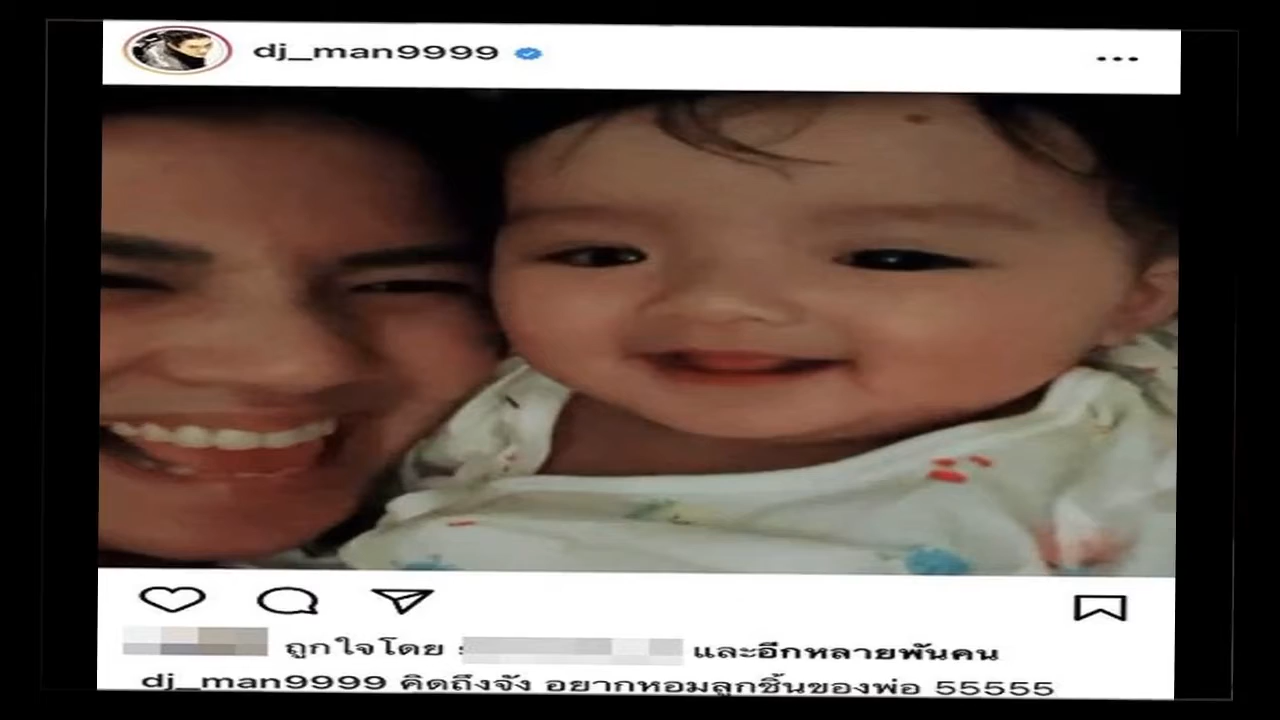 dj_man9999
ถูกใจโดย และอีกหลายพันคน
dj_man9999 คิดถึงจัง อยากหอมลูกชิ้นของพ่อ 55555